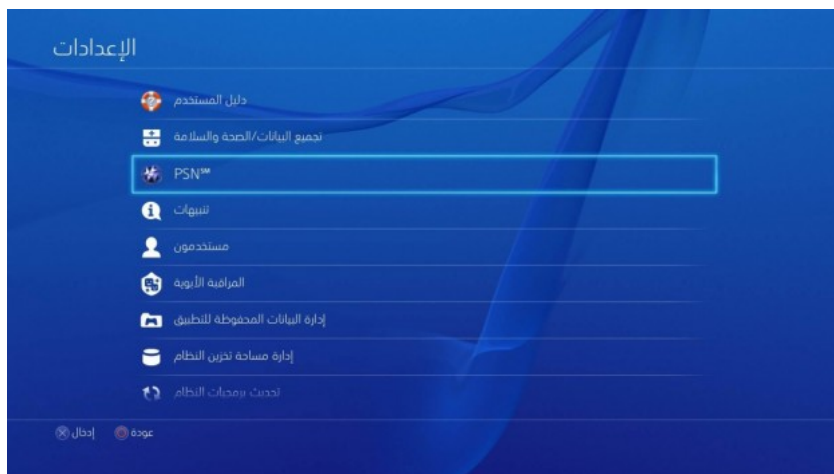 الإعدادات
دليل المستخدم
تجميع البيانات/الصحة والسلامة
PSN℠
تنبيهات
مستخدمون
المراقبة الأبوية
إدارة البيانات المحفوظة للتطبيق
إدارة مساحة تخزين النظام
تحديث برمجيات النظام
إدخال عودة